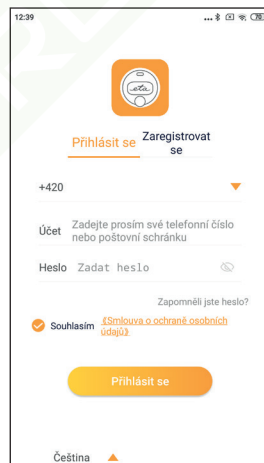 12:39
eta
Přihlásit se
Zaregistrovat
se
+420
Účet
Zadejte prosím své telefonní číslo
nebo poštovní schránku
Heslo
Zadat heslo
Zapomněli jste heslo?
Souhlasím
《Smlouva o ochraně osobních
údajů》
Přihlásit se
Čeština